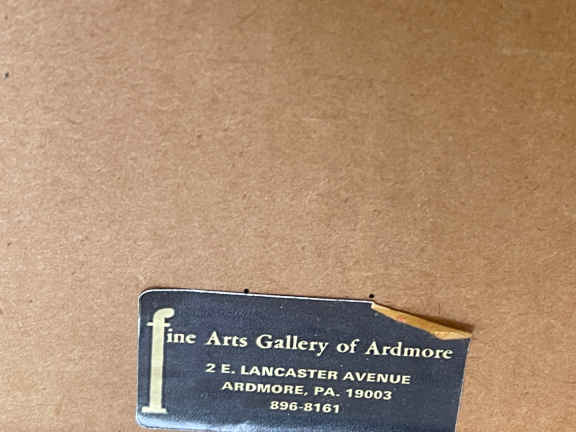 fine Arts Gallery of Ardmore
2 E. LANCASTER AVENUE
ARDMORE, PA. 19003
896-8161